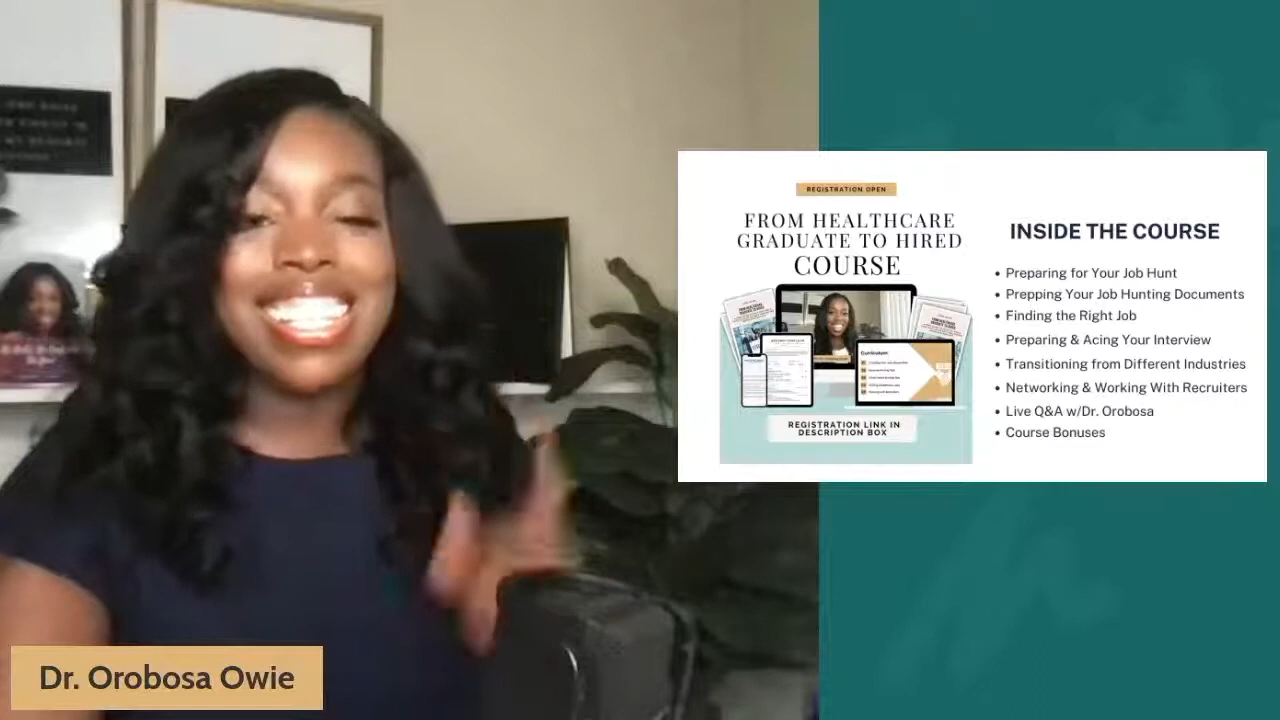 REGISTRATION OPEN
FROM HEALTHCARE
GRADUATE TO HIRED
COURSE
Curriculum
REGISTRATION LINK IN
DESCRIPTION BOX
INSIDE THE COURSE
• Preparing for Your Job Hunt
• Prepping Your Job Hunting Documents
• Finding the Right Job
• Preparing & Acing Your Interview
• Transitioning from Different Industries
• Networking & Working With Recruiters
• Live Q&A w/Dr. Orobosa
• Course Bonuses
Dr. Orobosa Owie